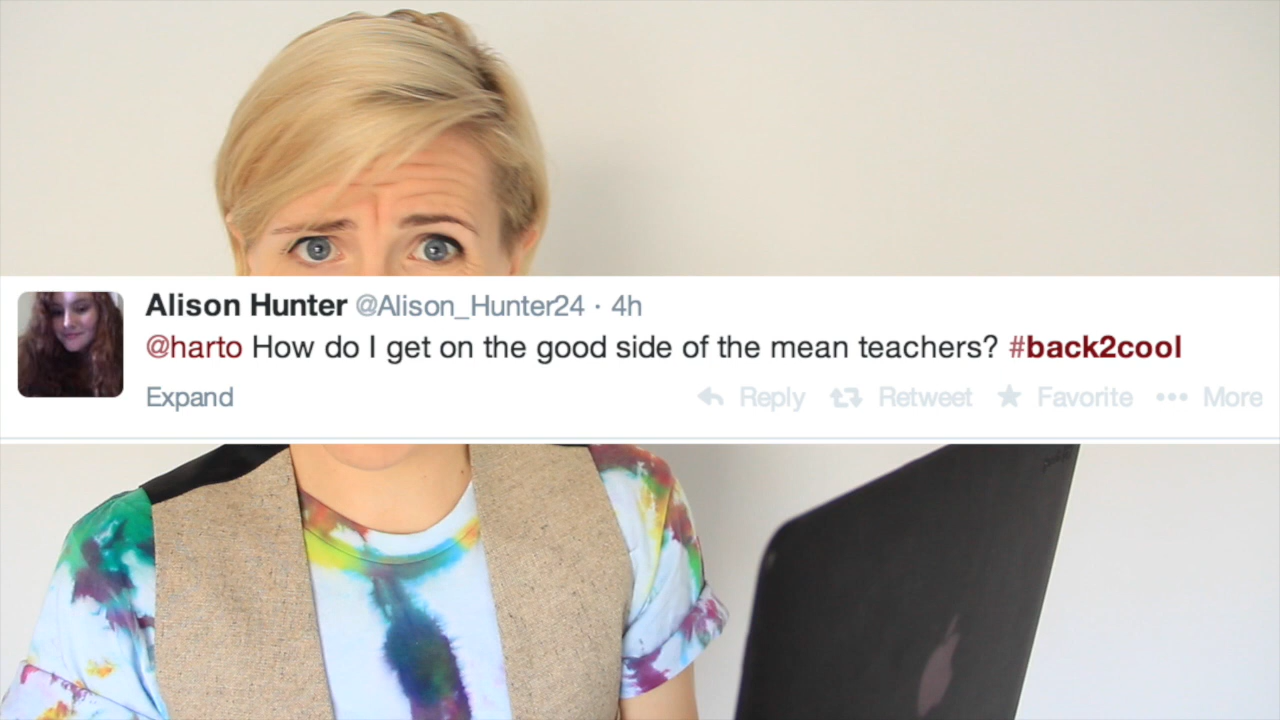 Alison Hunter @Alison_Hunter24 · 4h
@harto How do I get on the good side of the mean teachers? #back2cool
Expand Reply Retweet Favorite More